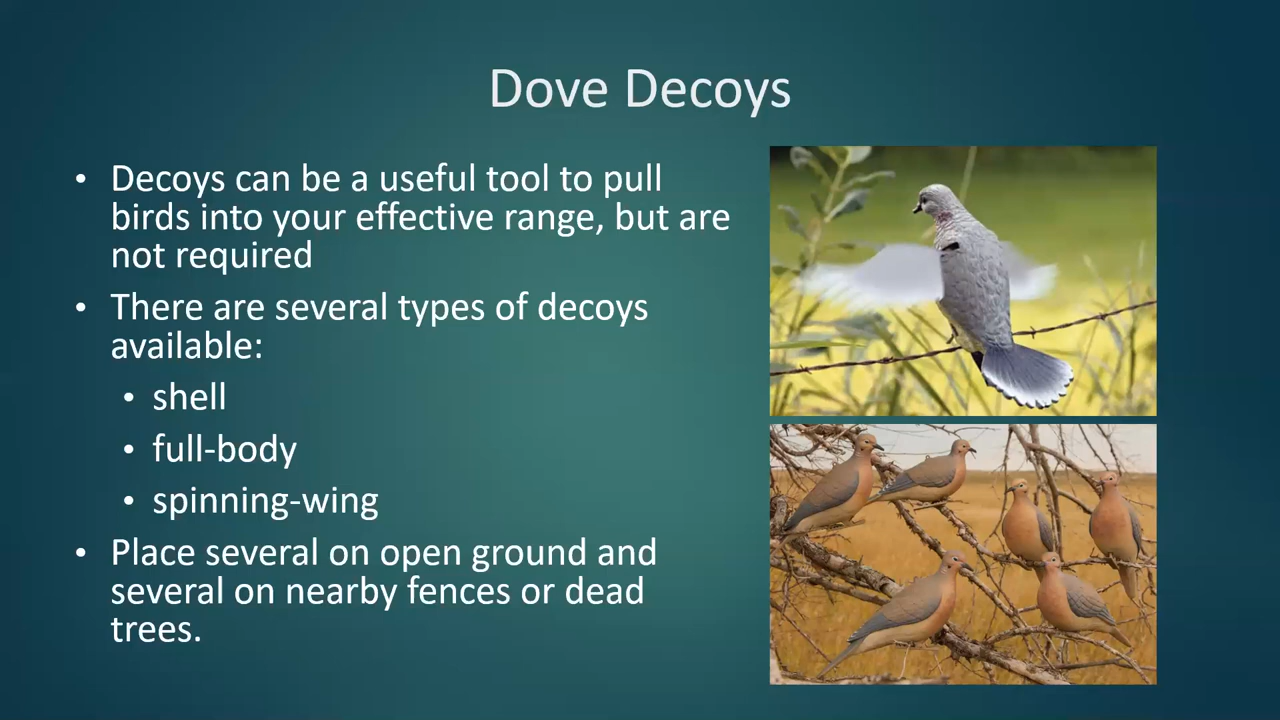 Dove Decoys
• Decoys can be a useful tool to pull
birds into your effective range, but are
not required
• There are several types of decoys
available:
• shell
• full-body
• spinning-wing
• Place several on open ground and
several on nearby fences or dead
trees.